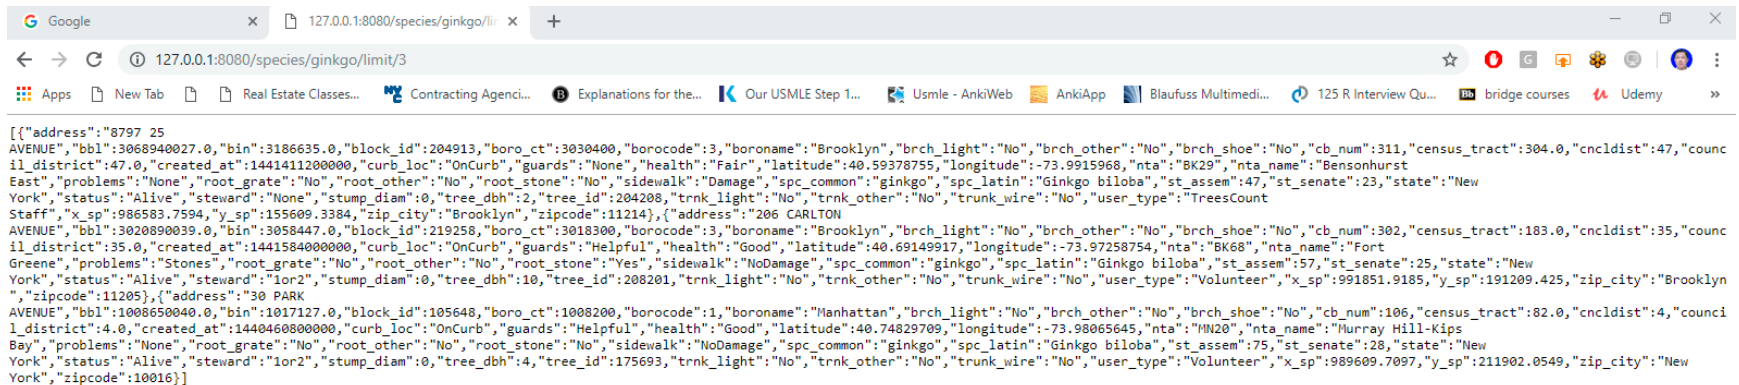 Google
127.0.0.1:8080/species/ginkgo/li
127.0.0.1:8080/species/ginkgo/limit/3
Apps New Tab Real Estate Classes... Contracting Agenci... Explanations for the... Our USMLE Step 1... Usmle - AnkiWeb AnkiApp Blaufuss Multimedi... 125 R Interview Qu... bridge courses Udemy »
[{"address":"8797 25
AVENUE","bbl":3068940027.0,"bin":3186635.0,"block_id":204913,"boro_ct":3030400,"borocode":3,"boroname":"Brooklyn","brch_light":"No","brch_other":"No","brch_shoe":"No","cb_num":311,"census_tract":304.0,"cncldist":47,"counc
il_district":47.0,"created_at":1441411200000,"curb_loc":"OnCurb","guards":"None","health":"Fair","latitude":40.59378755,"longitude":-73.9915968,"nta":"BK29","nta_name":"Bensonhurst
East","problems":"None","root_grate":"No","root_other":"No","root_stone":"No","sidewalk":"Damage","spc_common":"ginkgo","spc_latin":"Ginkgo biloba","st_assem":47,"st_senate":23,"state":"New
York","status":"Alive","steward":"None","stump_diam":0,"tree_dbh":2,"tree_id":204208,"trnk_light":"No","trnk_other":"No","trunk_wire":"No","user_type":"TreesCount
Staff","x_sp":986583.7594,"y_sp":155609.3384,"zip_city":"Brooklyn","zipcode":11214},{"address":"206 CARLTON
AVENUE","bbl":3020890039.0,"bin":3058447.0,"block_id":219258,"boro_ct":3018300,"borocode":3,"boroname":"Brooklyn","brch_light":"No","brch_other":"No","brch_shoe":"No","cb_num":302,"census_tract":183.0,"cncldist":35,"counc
il_district":35.0,"created_at":1441584000000,"curb_loc":"OnCurb","guards":"Helpful","health":"Good","latitude":40.69149917,"longitude":-73.97258754,"nta":"BK68","nta_name":"Fort
Greene","problems":"Stones","root_grate":"No","root_other":"No","root_stone":"Yes","sidewalk":"NoDamage","spc_common":"ginkgo","spc_latin":"Ginkgo biloba","st_assem":57,"st_senate":25,"state":"New
York","status":"Alive","steward":"1or2","stump_diam":0,"tree_dbh":10,"tree_id":208201,"trnk_light":"No","trnk_other":"No","trunk_wire":"No","user_type":"Volunteer","x_sp":991851.9185,"y_sp":191209.425,"zip_city":"Brooklyn
","zipcode":11205},{"address":"30 PARK
AVENUE","bbl":1008650040.0,"bin":1017127.0,"block_id":105648,"boro_ct":1008200,"borocode":1,"boroname":"Manhattan","brch_light":"No","brch_other":"No","brch_shoe":"No","cb_num":106,"census_tract":82.0,"cncldist":4,"counci
l_district":4.0,"created_at":1440460800000,"curb_loc":"OnCurb","guards":"Helpful","health":"Good","latitude":40.74829709,"longitude":-73.98065645,"nta":"MN20","nta_name":"Murray Hill-Kips
Bay","problems":"None","root_grate":"No","root_other":"No","root_stone":"No","sidewalk":"NoDamage","spc_common":"ginkgo","spc_latin":"Ginkgo biloba","st_assem":75,"st_senate":28,"state":"New
York","status":"Alive","steward":"1or2","stump_diam":0,"tree_dbh":4,"tree_id":175693,"trnk_light":"No","trnk_other":"No","trunk_wire":"No","user_type":"Volunteer","x_sp":989609.7097,"y_sp":211902.0549,"zip_city":"New
York","zipcode":10016}]